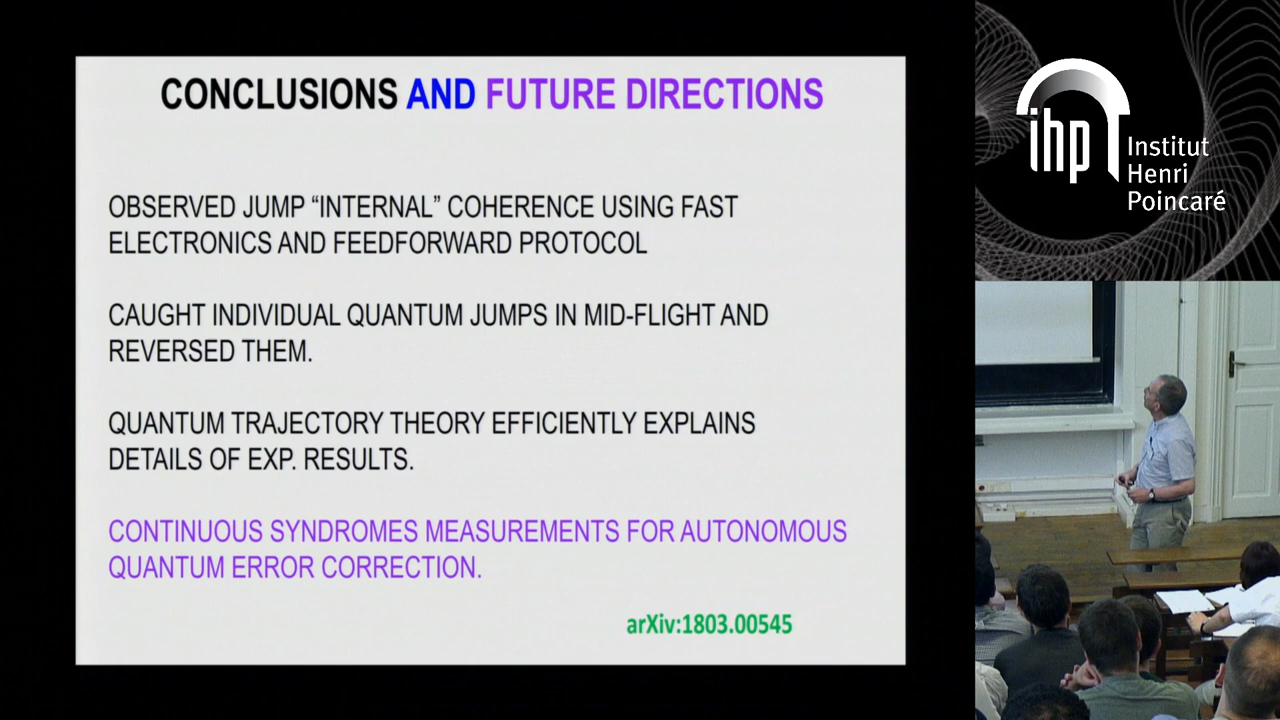 CONCLUSIONS AND FUTURE DIRECTIONS
OBSERVED JUMP “INTERNAL” COHERENCE USING FAST
ELECTRONICS AND FEEDFORWARD PROTOCOL
CAUGHT INDIVIDUAL QUANTUM JUMPS IN MID-FLIGHT AND
REVERSED THEM.
QUANTUM TRAJECTORY THEORY EFFICIENTLY EXPLAINS
DETAILS OF EXP. RESULTS.
CONTINUOUS SYNDROMES MEASUREMENTS FOR AUTONOMOUS
QUANTUM ERROR CORRECTION.
arXiv:1803.00545
ihp
Institut
Henri
Poincaré